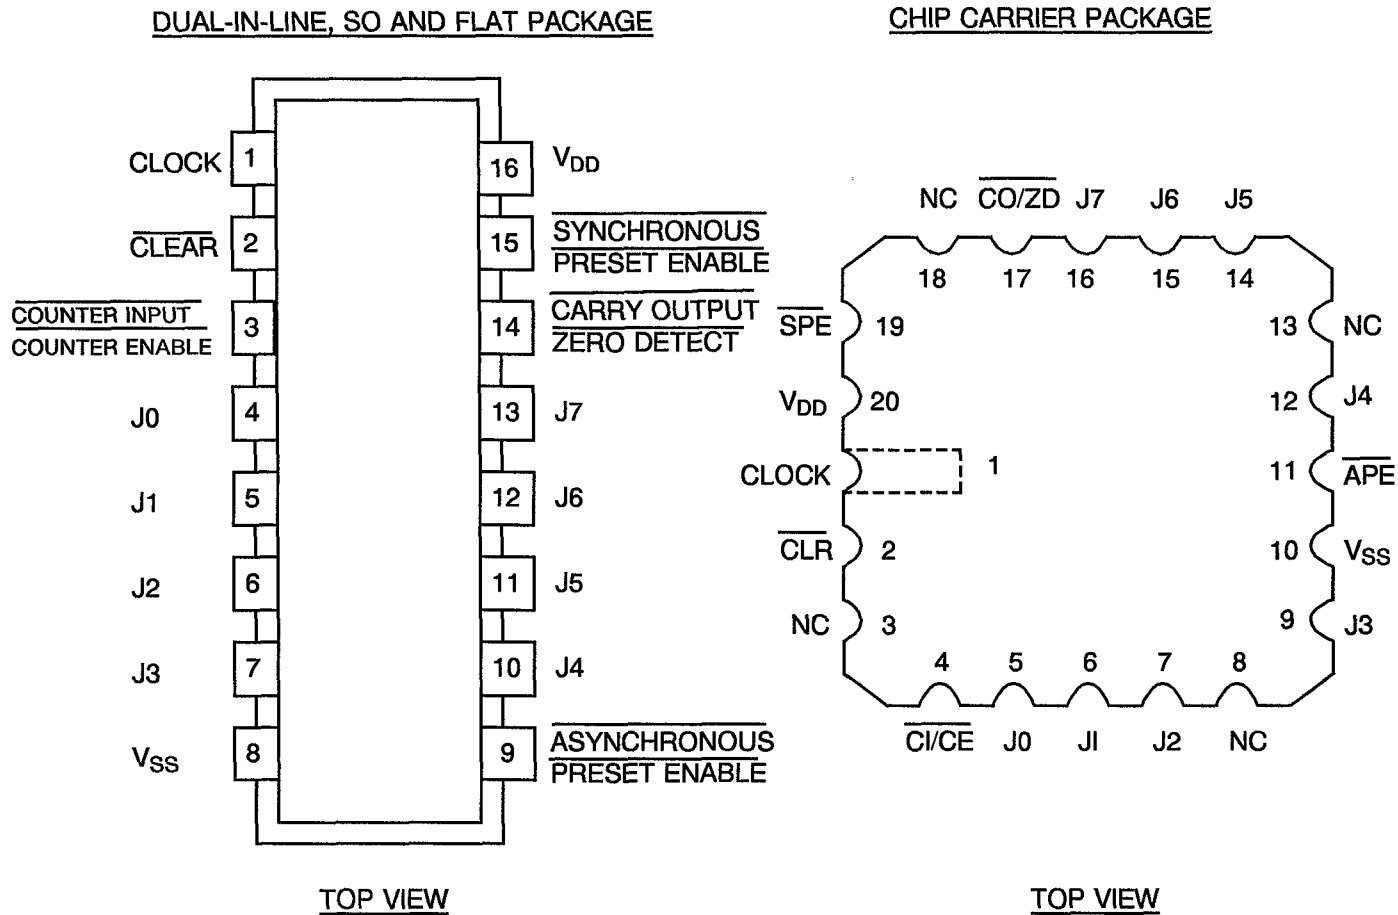 DUAL-IN-LINE, SO AND FLAT PACKAGE
CLOCK 1
CLEAR 2
COUNTER INPUT
COUNTER ENABLE 3
J0 4
J1 5
J2 6
J3 7
VSS 8
16 VDD
15 SYNCHRONOUS
PRESET ENABLE
14 CARRY OUTPUT
ZERO DETECT
13 J7
12 J6
11 J5
10 J4
9 ASYNCHRONOUS
PRESET ENABLE
TOP VIEW
CHIP CARRIER PACKAGE
NC CO/ZD J7 J6 J5
18 17 16 15 14
SPE 19
VDD 20
CLOCK 1
CLR 2
NC 3
13 NC
12 J4
11 APE
10 VSS
9 J3
4 5 6 7 8
CI/CE J0 JI J2 NC
TOP VIEW